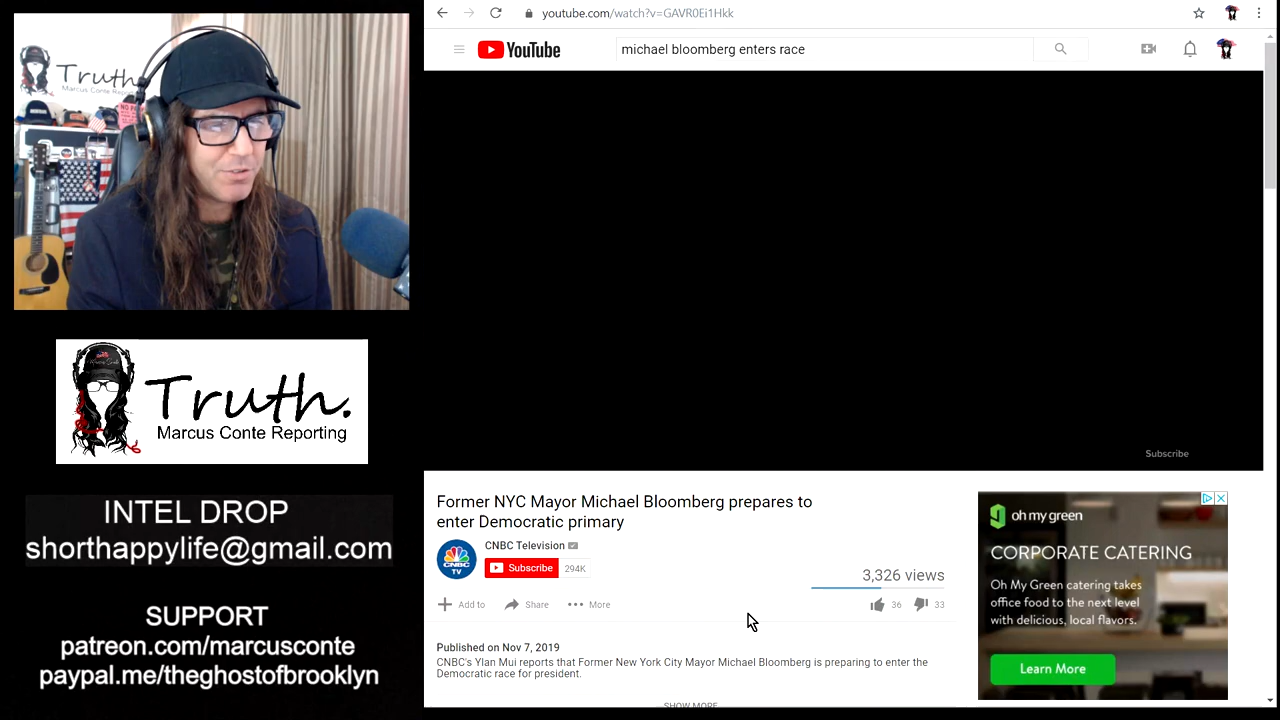 Truth.
Marcus Conte Reporting
INTEL DROP
shorthappylife@gmail.com
SUPPORT
patreon.com/marcusconte
paypal.me/theghostofbrooklyn
youtube.com/watch?v=GAVR0Ei1Hkk
YouTube
michael bloomberg enters race
Subscribe
Former NYC Mayor Michael Bloomberg prepares to
enter Democratic primary
CNBC Television
CNBC
TV
Subscribe 294K
3,326 views
Add to Share More 36 33
Published on Nov 7, 2019
CNBC's Ylan Mui reports that Former New York City Mayor Michael Bloomberg is preparing to enter the
Democratic race for president.
SHOW MORE
oh my green
CORPORATE CATERING
Oh My Green catering takes
office food to the next level
with delicious, local flavors.
Learn More